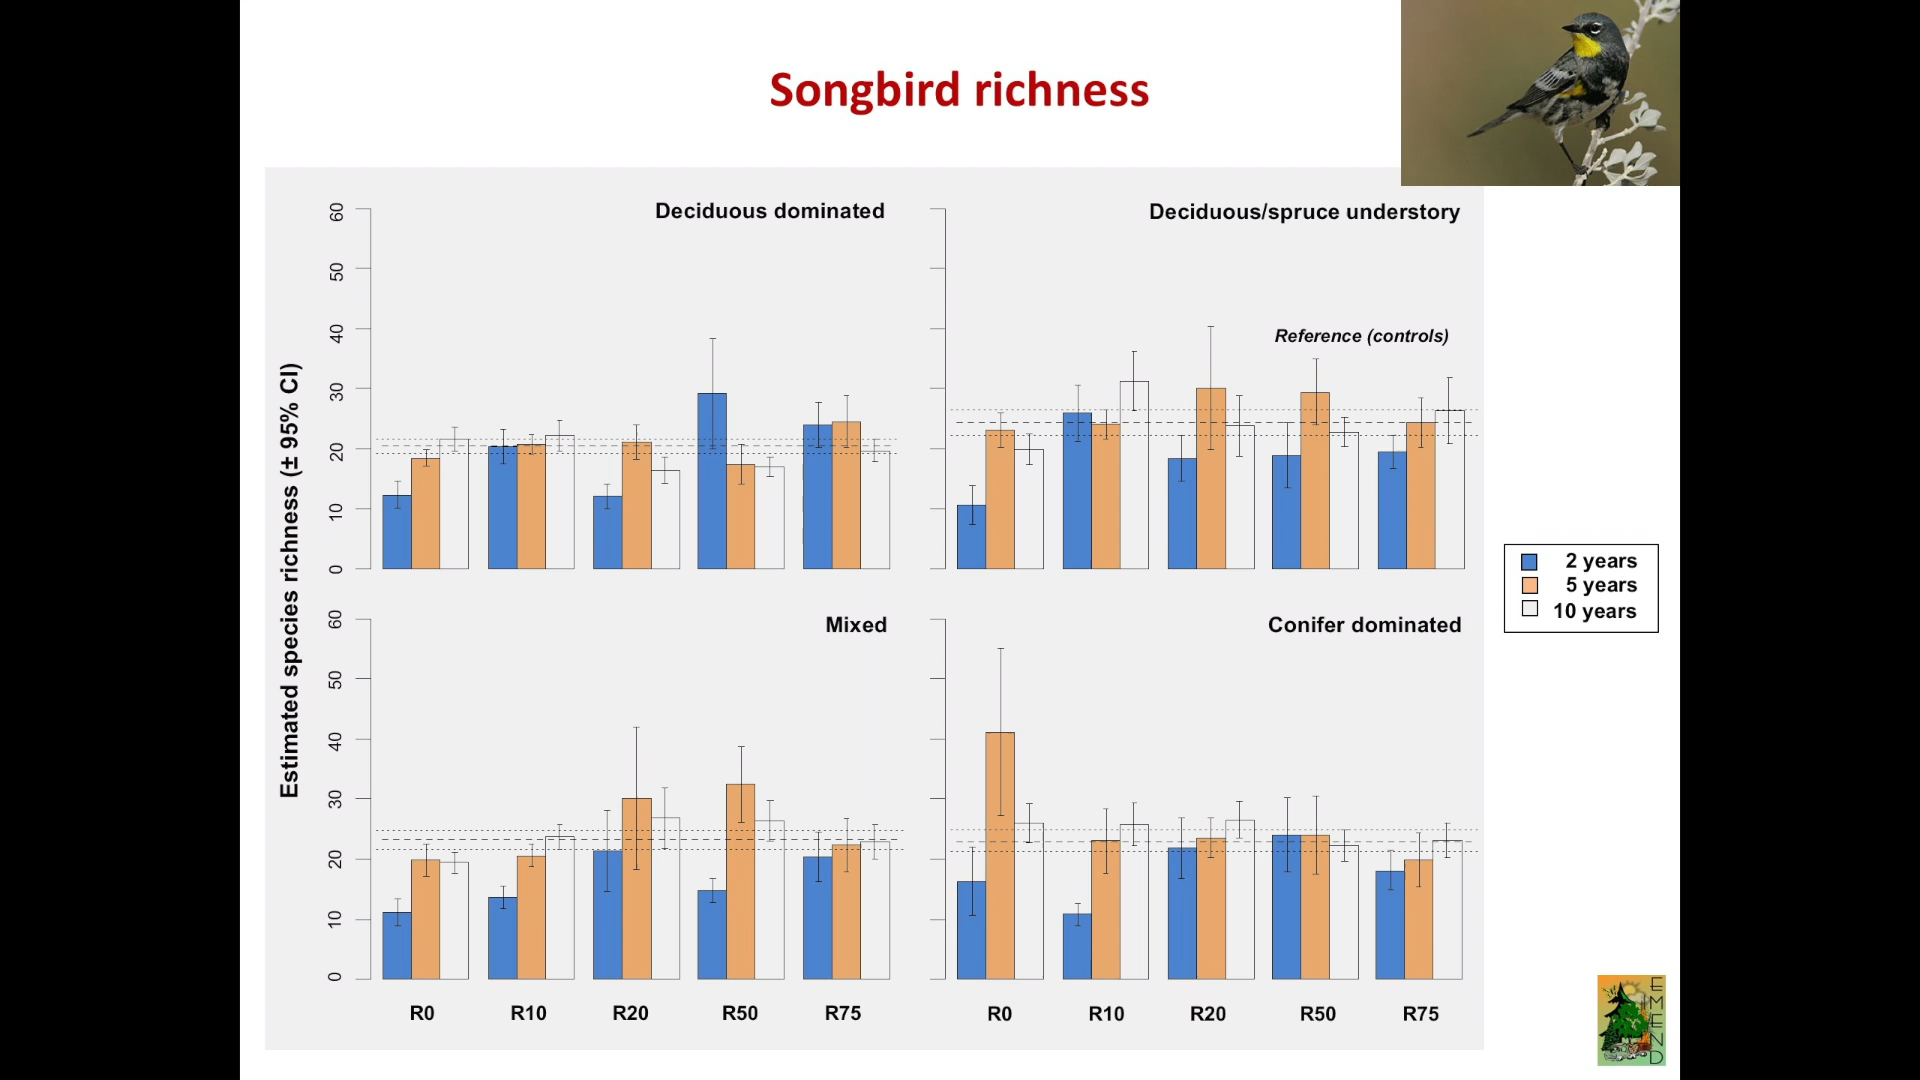 Songbird richness
Estimated species richness (± 95% CI)
Deciduous dominated
60
50
40
30
20
10
0
Deciduous/spruce understory
Reference (controls)
Mixed
60
50
40
30
20
10
0
R0 R10 R20 R50 R75
Conifer dominated
R0 R10 R20 R50 R75
2 years
5 years
10 years
EMEND